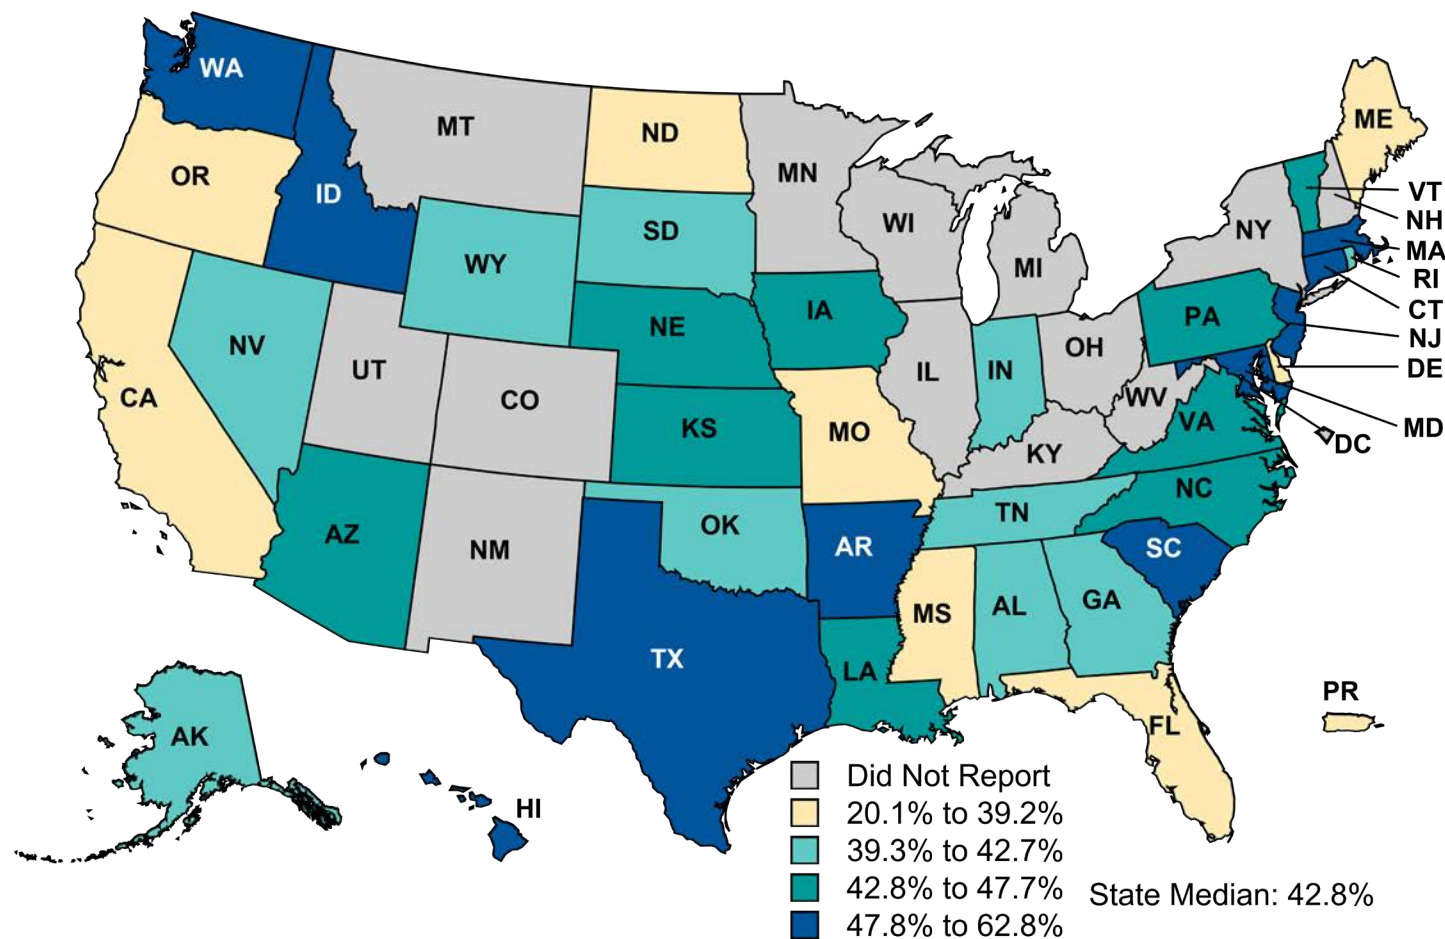 WA
MT
ND
MN
ME
OR
ID
SD
WI
MI
NY
VT
NH
MA
RI
CT
NJ
DE
MD
DC
WY
NV
UT
CO
NE
IA
IL
IN
OH
PA
WV
VA
KY
CA
KS
MO
AZ
NM
OK
AR
TN
NC
SC
MS
AL
GA
TX
LA
FL
PR
AK
HI
Did Not Report
20.1% to 39.2%
39.3% to 42.7%
42.8% to 47.7%
47.8% to 62.8%
State Median: 42.8%